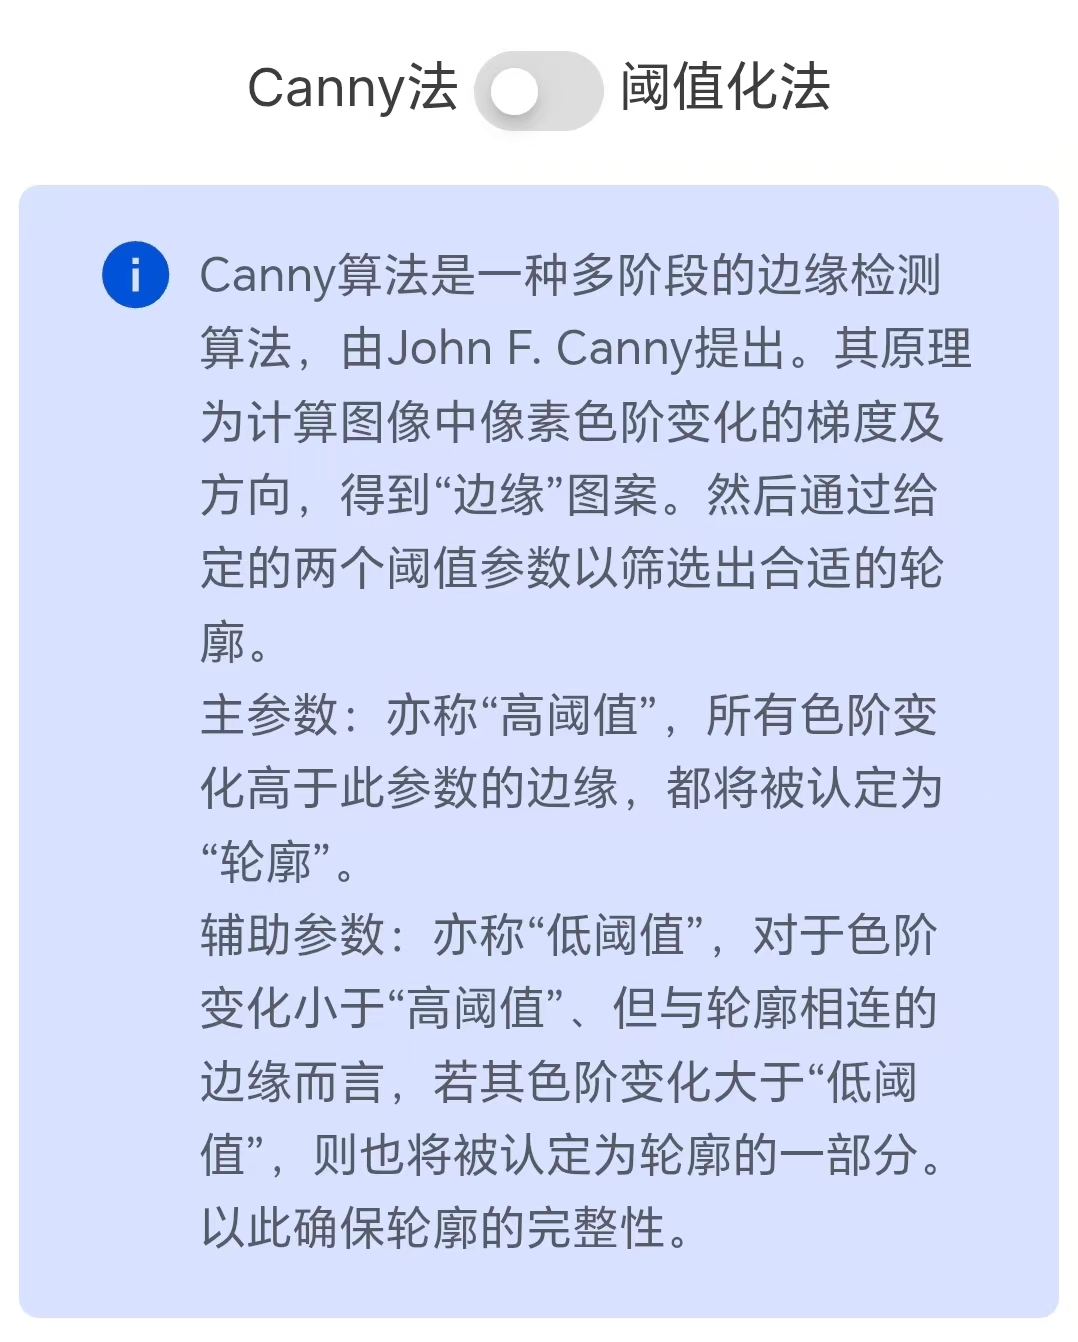 Canny法 阈值化法
Canny算法是一种多阶段的边缘检测
算法，由John F. Canny提出。其原理
为计算图像中像素色阶变化的梯度及
方向，得到“边缘”图案。然后通过给
定的两个阈值参数以筛选出合适的轮
廓。
主参数：亦称“高阈值”，所有色阶变
化高于此参数的边缘，都将被认定为
“轮廓”。
辅助参数：亦称“低阈值”，对于色阶
变化小于“高阈值”、但与轮廓相连的
边缘而言，若其色阶变化大于“低阈
值”，则也将被认定为轮廓的一部分。
以此确保轮廓的完整性。